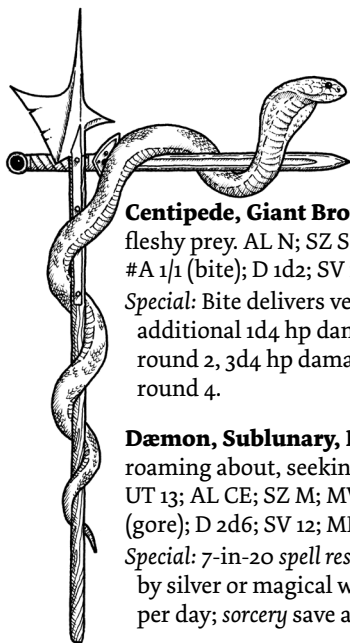 Centipede, Giant Bro
fleshy prey. AL N; SZ S
#A 1/1 (bite); D 1d2; SV
Special: Bite delivers ve
additional 1d4 hp dam
round 2, 3d4 hp dama
round 4.
Dæmon, Sublunary,
roaming about, seekin
UT 13; AL CE; SZ M; MV
(gore); D 2d6; SV 12; M
Special: 7-in-20 spell resis
by silver or magical w
per day; sorcery save a